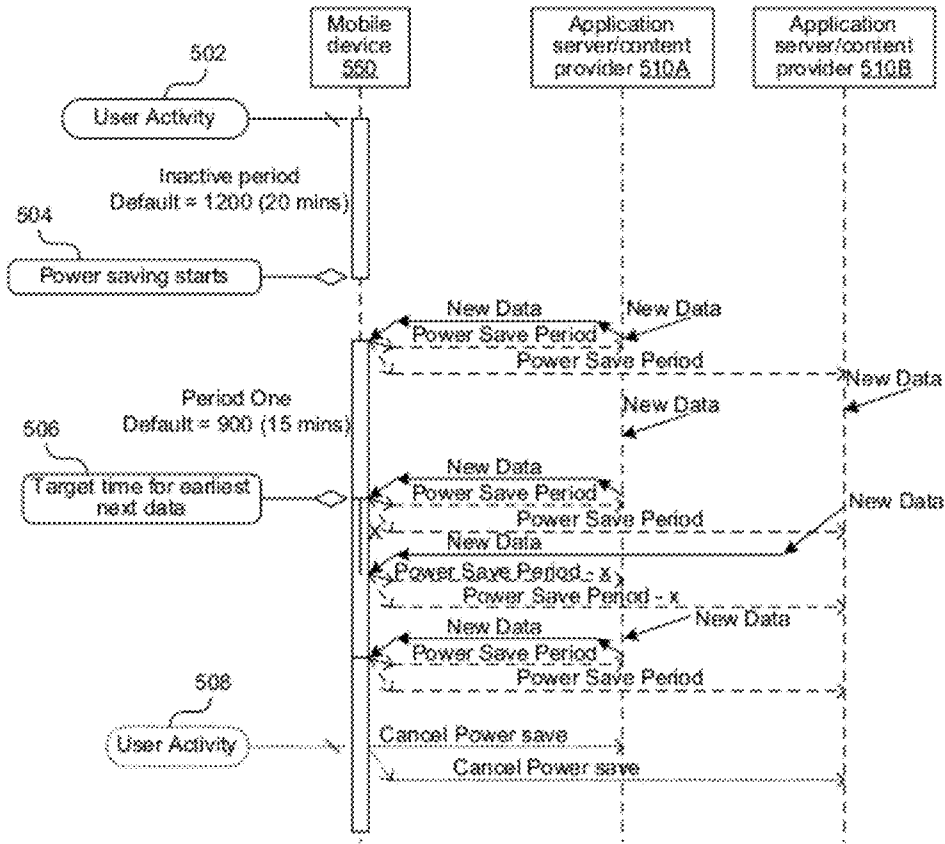 Mobile
device 550
Application
server/content
provider 510A
Application
server/content
provider 510B
502
User Activity
Inactive period
Default = 1200 (20 mins)
504
Power saving starts
New Data
New Data
Power Save Period
Power Save Period
New Data
Period One
Default = 900 (15 mins)
New Data
506
Target time for earliest
next data
New Data
Power Save Period
New Data
Power Save Period
New Data
Power Save Period - x
Power Save Period - x
New Data
New Data
Power Save Period
Power Save Period
508
User Activity
Cancel Power save
Cancel Power save